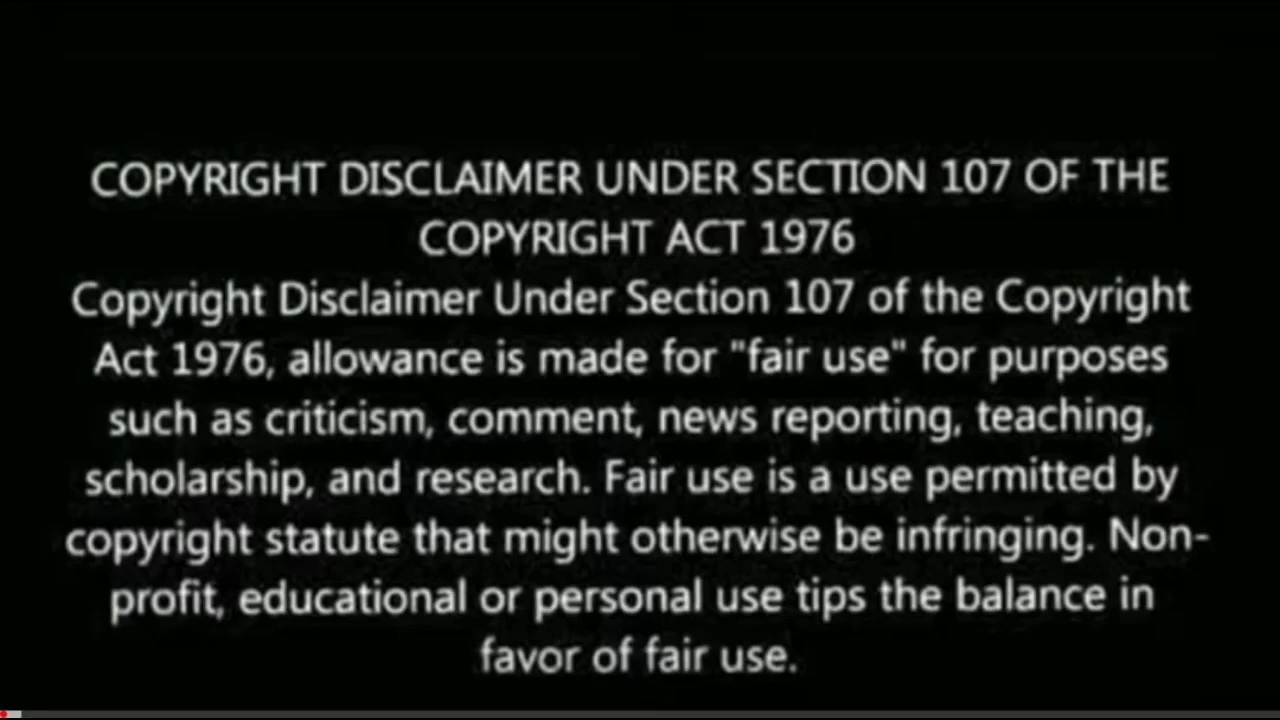 COPYRIGHT DISCLAIMER UNDER SECTION 107 OF THE
COPYRIGHT ACT 1976
Copyright Disclaimer Under Section 107 of the Copyright
Act 1976, allowance is made for "fair use" for purposes
such as criticism, comment, news reporting, teaching,
scholarship, and research. Fair use is a use permitted by
copyright statute that might otherwise be infringing. Non-
profit, educational or personal use tips the balance in
favor of fair use.